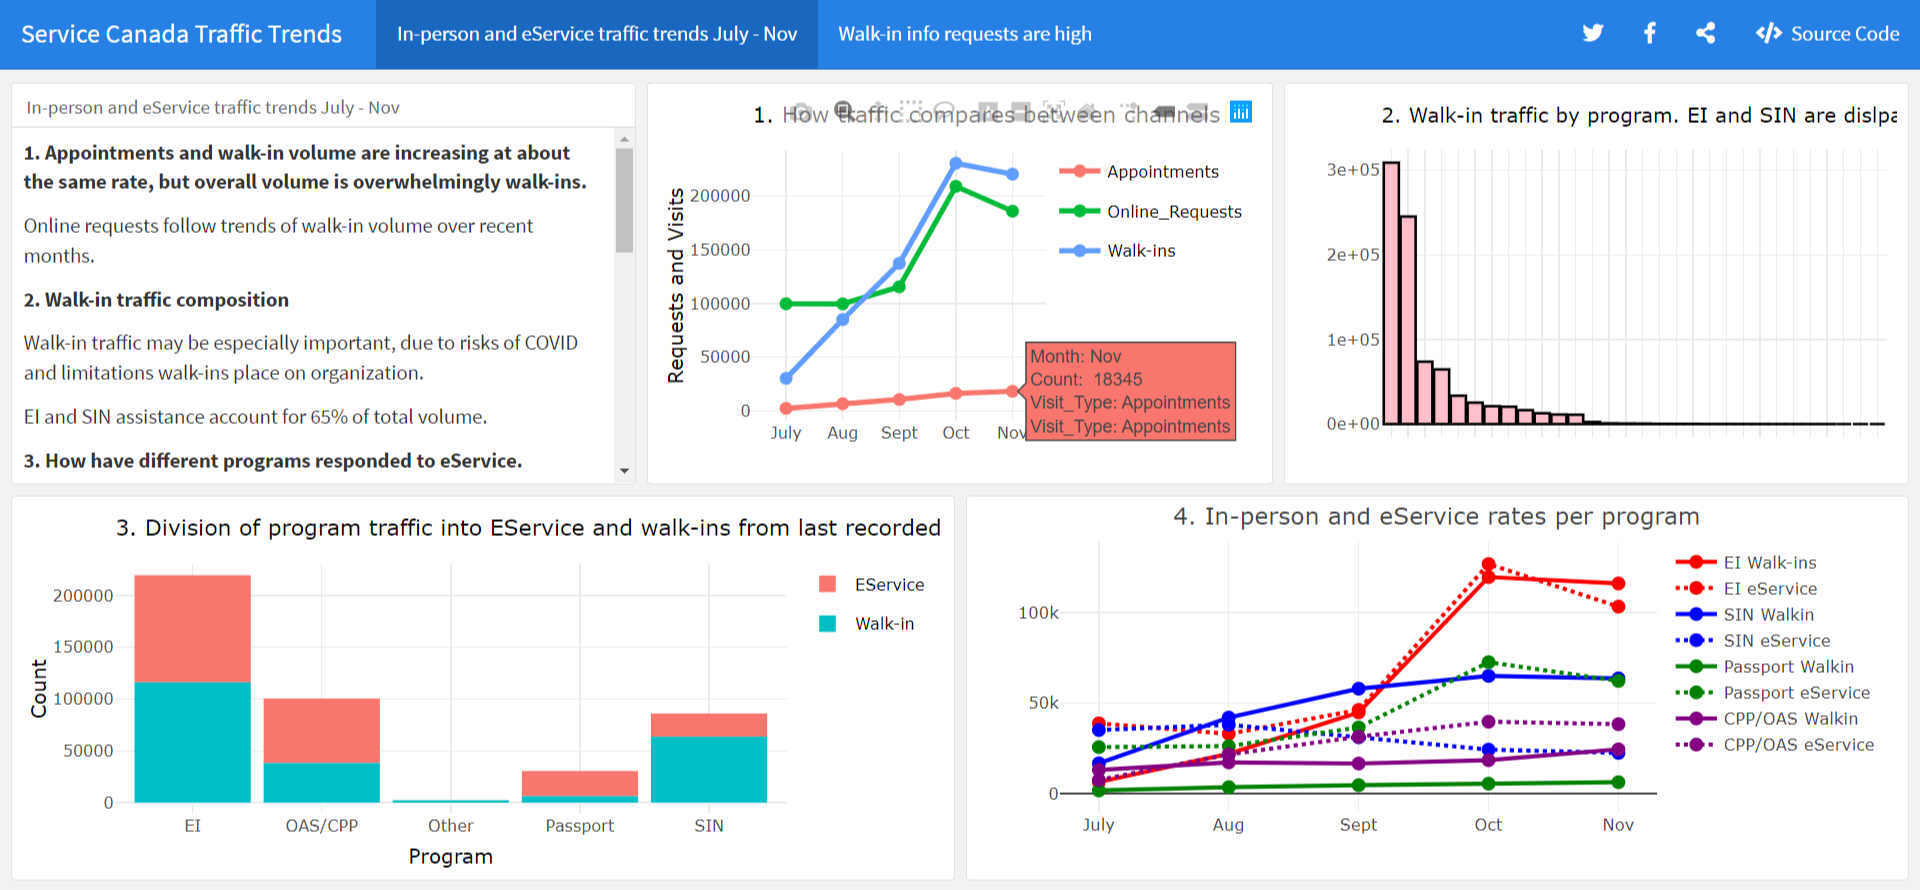 Service Canada Traffic Trends
In-person and eService traffic trends July - Nov
Walk-in info requests are high
Source Code
In-person and eService traffic trends July - Nov
1. Appointments and walk-in volume are increasing at about
the same rate, but overall volume is overwhelmingly walk-ins.
Online requests follow trends of walk-in volume over recent
months.
2. Walk-in traffic composition
Walk-in traffic may be especially important, due to risks of COVID
and limitations walk-ins place on organization.
EI and SIN assistance account for 65% of total volume.
3. How have different programs responded to eService.
1. How traffic compares between channels
Requests and Visits
200000
150000
100000
50000
0
July
Aug
Sept
Oct
Nov
Appointments
Online_Requests
Walk-ins
Month: Nov
Count: 18345
Visit_Type: Appointments
Visit_Type: Appointments
2. Walk-in traffic by program. EI and SIN are dislpa
3e+05
2e+05
1e+05
0e+00
3. Division of program traffic into EService and walk-ins from last recorded
Count
200000
150000
100000
50000
0
EI
OAS/CPP
Other
Passport
SIN
Program
EService
Walk-in
4. In-person and eService rates per program
100k
50k
0
July
Aug
Sept
Oct
Nov
EI Walk-ins
EI eService
SIN Walkin
SIN eService
Passport Walkin
Passport eService
CPP/OAS Walkin
CPP/OAS eService